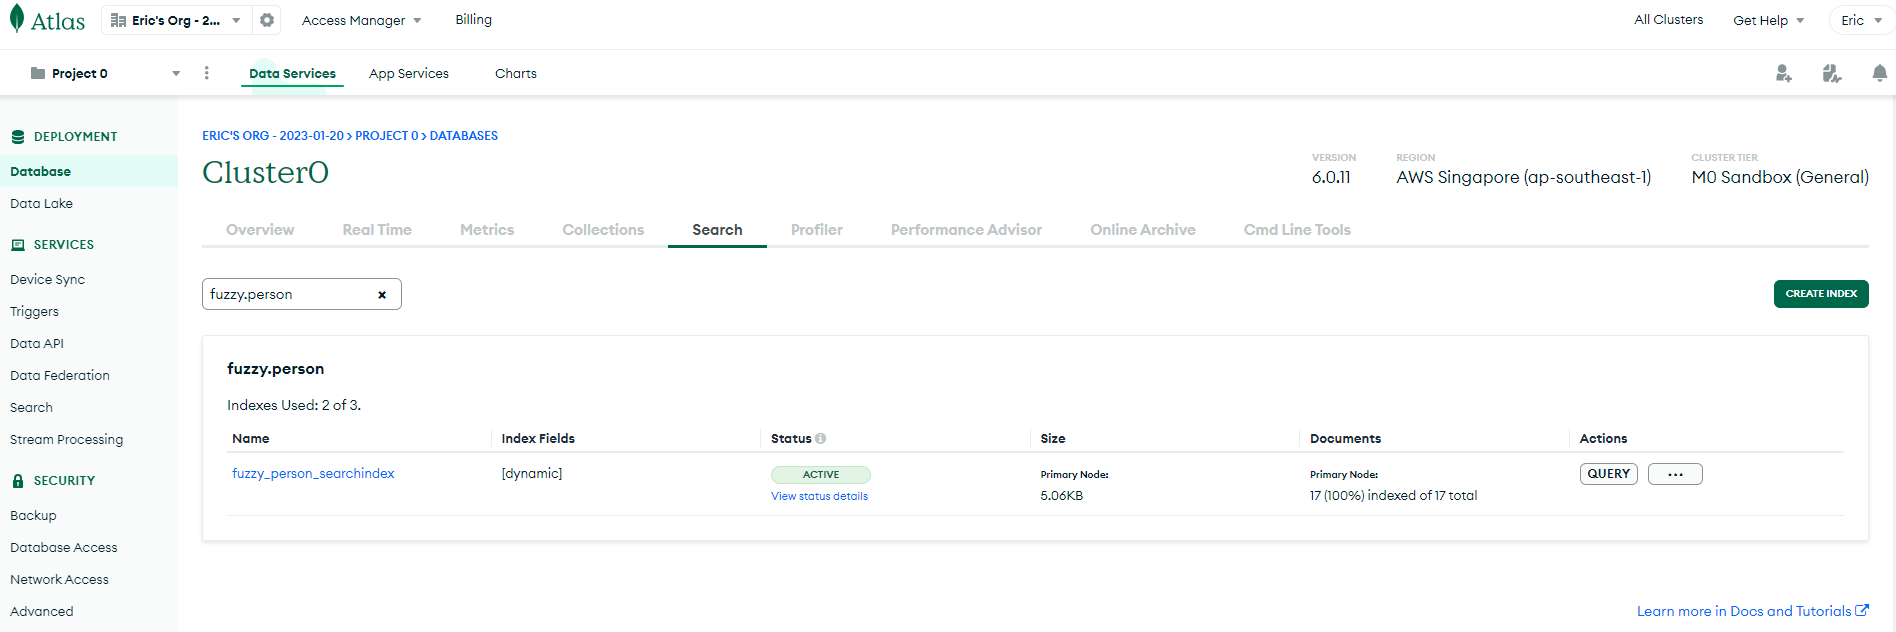 Atlas
Eric's Org - 2...
Access Manager
Billing
All Clusters
Get Help
Eric
Project 0
Data Services
App Services
Charts
DEPLOYMENT
Database
Data Lake
SERVICES
Device Sync
Triggers
Data API
Data Federation
Search
Stream Processing
SECURITY
Backup
Database Access
Network Access
Advanced
ERIC'S ORG - 2023-01-20 > PROJECT 0 > DATABASES
Cluster0
VERSION
6.0.11
REGION
AWS Singapore (ap-southeast-1)
CLUSTER TIER
M0 Sandbox (General)
Overview
Real Time
Metrics
Collections
Search
Profiler
Performance Advisor
Online Archive
Cmd Line Tools
fuzzy.person
CREATE INDEX
fuzzy.person
Indexes Used: 2 of 3.
Name
Index Fields
Status
Size
Documents
Actions
fuzzy_person_searchindex
[dynamic]
ACTIVE
View status details
Primary Node:
5.06KB
Primary Node:
17 (100%) indexed of 17 total
QUERY
...
Learn more in Docs and Tutorials